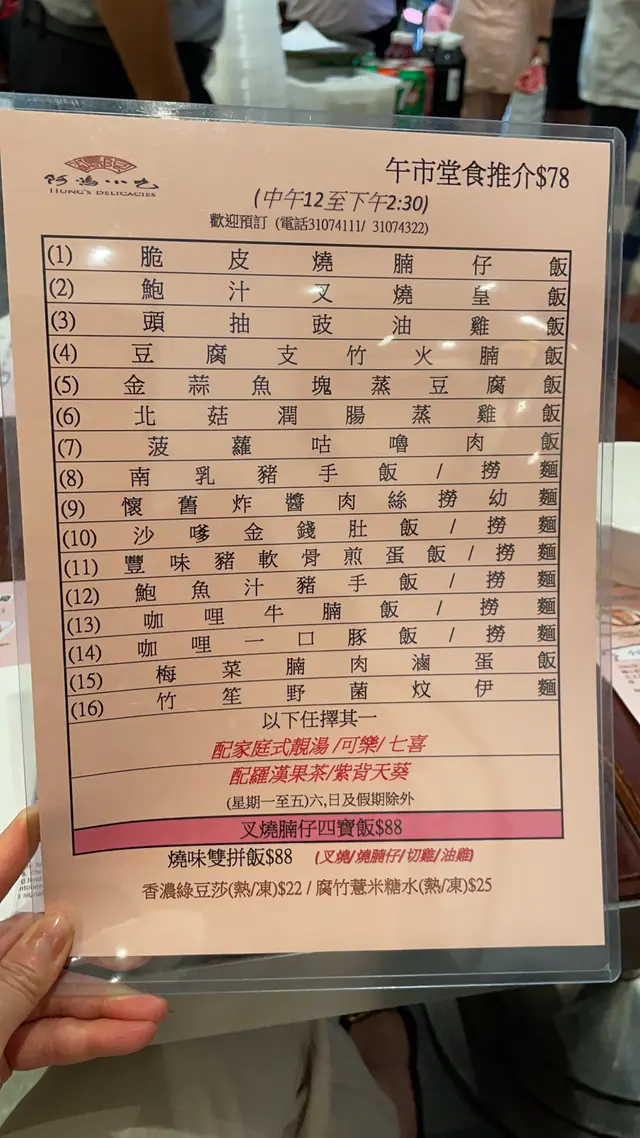 阿鴻小吃
HUNG'S DELICACIES
午市堂食推介$78
(中午12至下午2:30)
歡迎預訂 (電話31074111/ 31074322)
(1) 脆皮燒腩仔飯
(2) 鮑汁叉燒皇飯
(3) 頭抽豉油雞飯
(4) 豆腐支竹火腩飯
(5) 金蒜魚塊蒸豆腐飯
(6) 北菇潤腸蒸雞飯
(7) 菠蘿咕嚕肉飯
(8) 南乳豬手飯/撈麵
(9) 懷舊炸醬肉絲撈幼麵
(10) 沙嗲金錢肚飯/撈麵
(11) 豐味豬軟骨煎蛋飯/撈麵
(12) 鮑魚汁豬手飯/撈麵
(13) 咖哩牛腩飯/撈麵
(14) 咖哩一口豚飯/撈麵
(15) 梅菜腩肉滷蛋飯
(16) 竹笙野菌炆伊麵
以下任擇其一
配家庭式靚湯 /可樂/ 七喜
配羅漢果茶/紫背天葵
(星期一至五)六,日及假期除外
叉燒腩仔四寶飯$88
燒味雙拼飯$88 (叉燒/燒腩仔/切雞/油雞)
香濃綠豆莎(熱/凍)$22 / 腐竹薏米糖水(熱/凍)$25